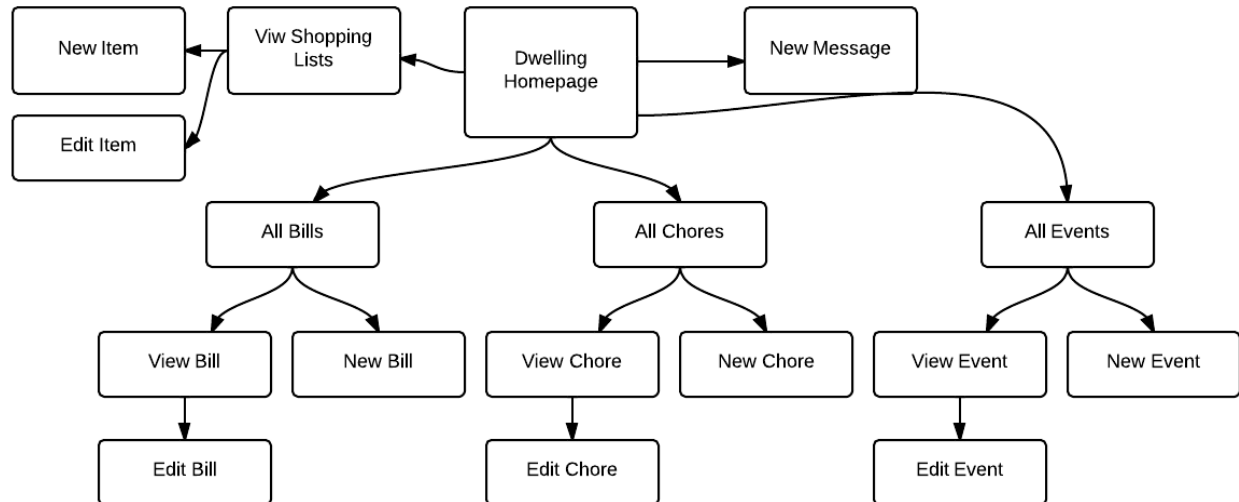 New Item
Viw Shopping
Lists
Dwelling
Homepage
New Message
Edit Item
All Bills
All Chores
All Events
View Bill
New Bill
View Chore
New Chore
View Event
New Event
Edit Bill
Edit Chore
Edit Event